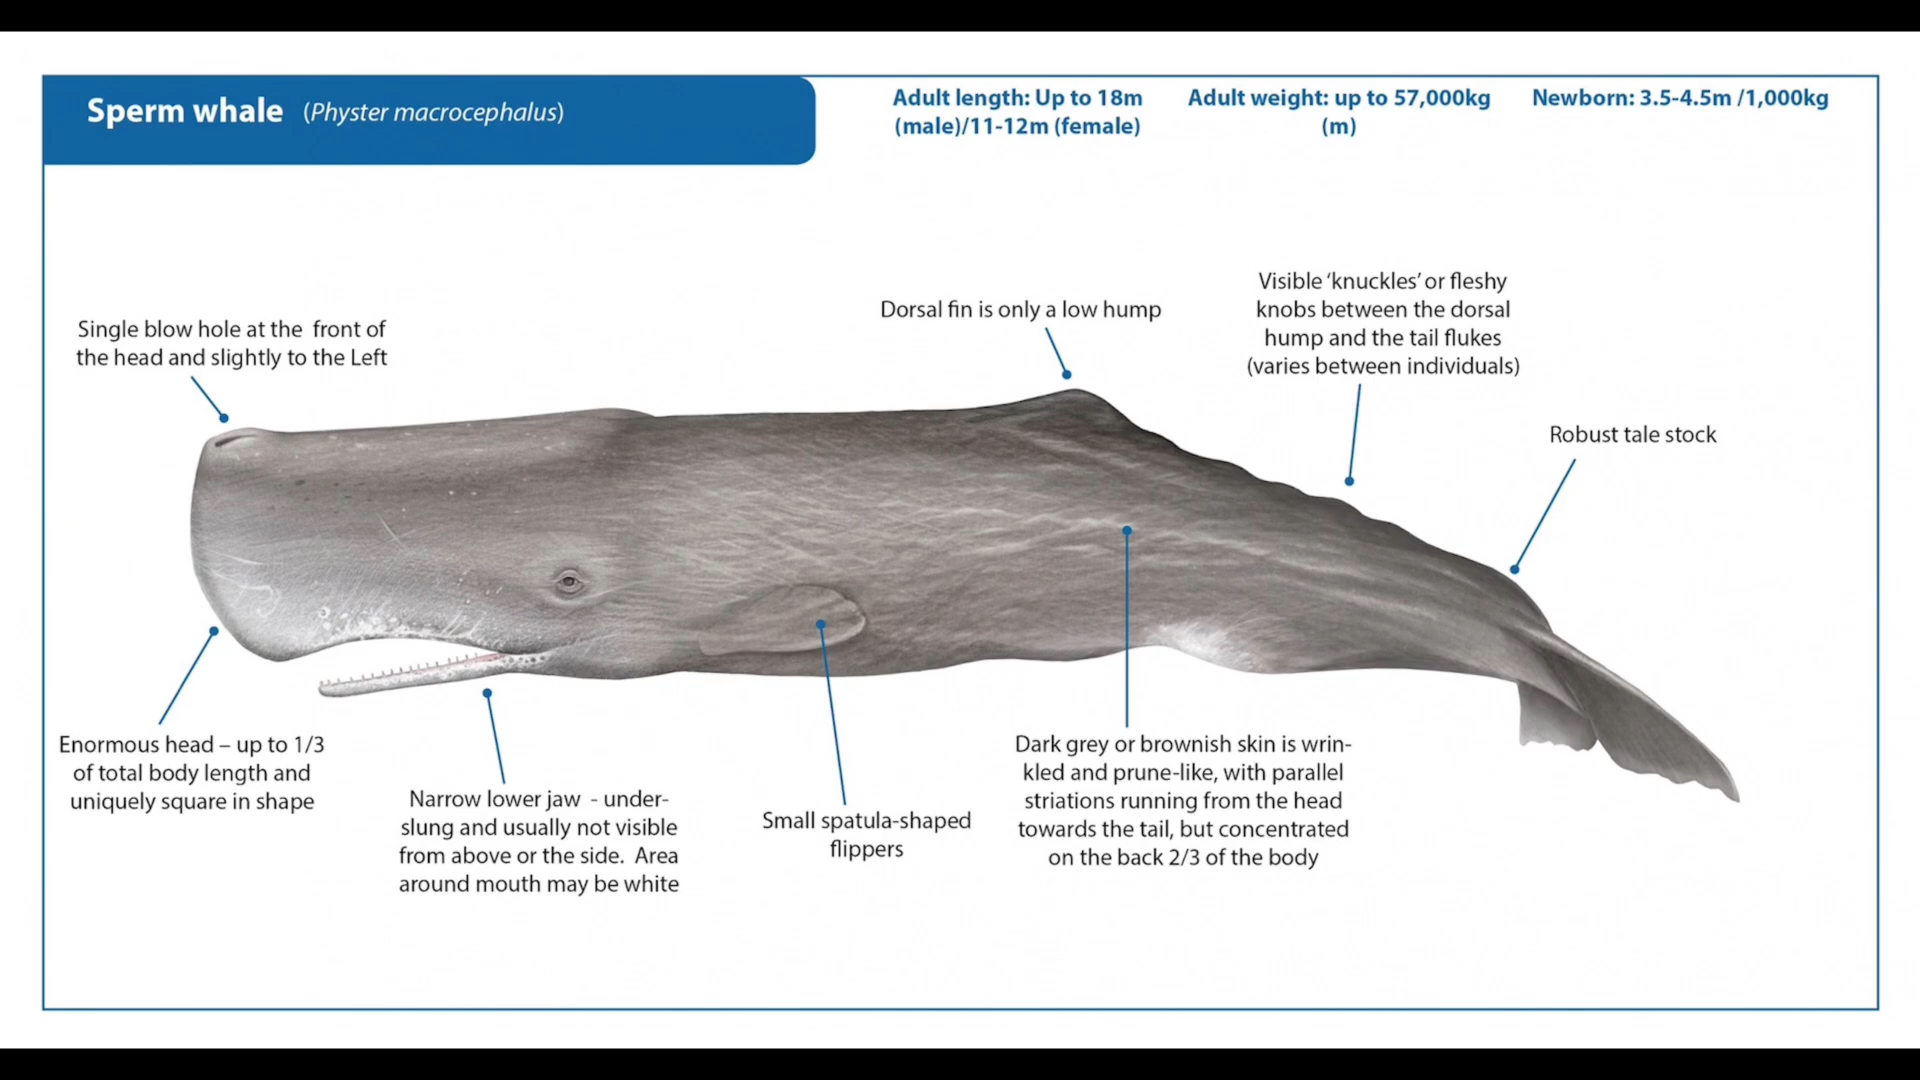 Sperm whale (Physter macrocephalus)
Adult length: Up to 18m
(male)/11-12m (female)
Adult weight: up to 57,000kg
(m)
Newborn: 3.5-4.5m /1,000kg
Single blow hole at the front of
the head and slightly to the Left
Dorsal fin is only a low hump
Visible ‘knuckles’ or fleshy
knobs between the dorsal
hump and the tail flukes
(varies between individuals)
Robust tale stock
Enormous head – up to 1/3
of total body length and
uniquely square in shape
Narrow lower jaw - under-
slung and usually not visible
from above or the side. Area
around mouth may be white
Small spatula-shaped
flippers
Dark grey or brownish skin is wrin-
kled and prune-like, with parallel
striations running from the head
towards the tail, but concentrated
on the back 2/3 of the body